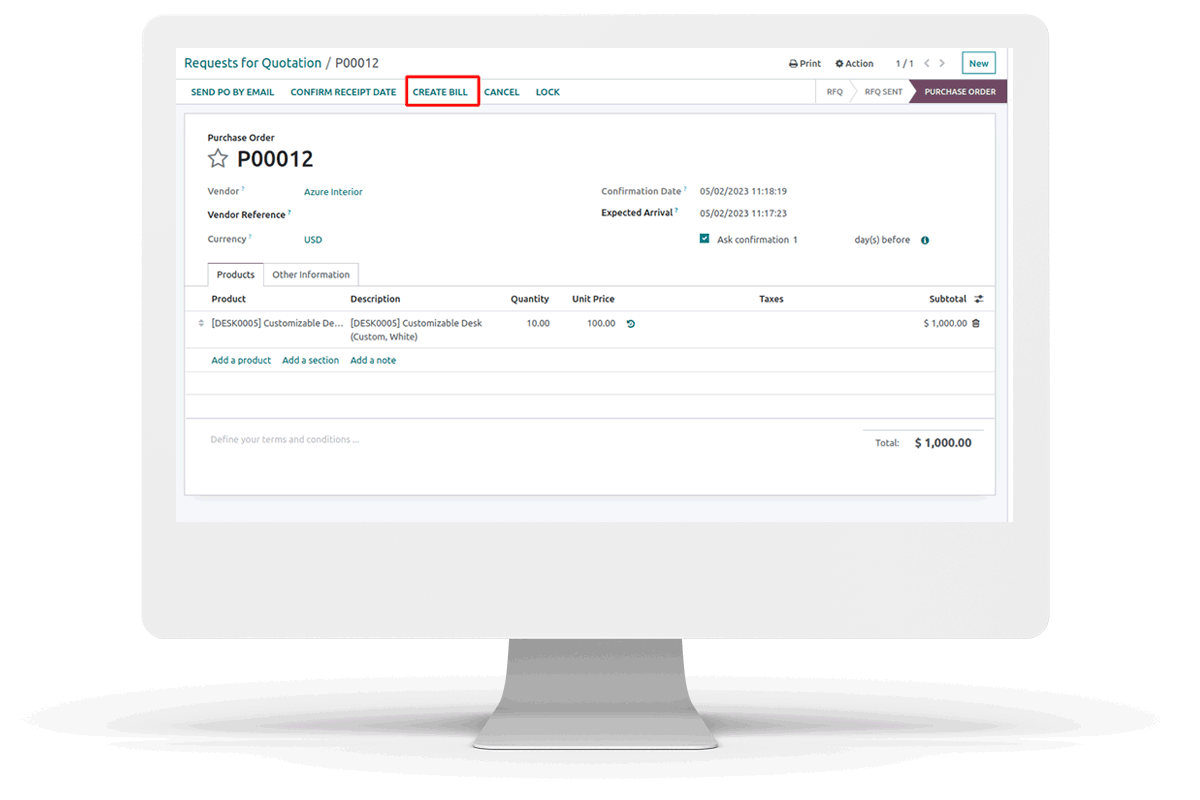 Requests for Quotation / P00012
Print Action 1 / 1 New
SEND PO BY EMAIL CONFIRM RECEIPT DATE CREATE BILL CANCEL LOCK RFQ RFQ SENT PURCHASE ORDER
Purchase Order
P00012
Vendor ? Azure Interior Confirmation Date ? 05/02/2023 11:18:19
Vendor Reference ? Expected Arrival ? 05/02/2023 11:17:23
Currency ? USD Ask confirmation 1 day(s) before
Products Other Information
Product Description Quantity Unit Price Taxes Subtotal
[DESK0005] Customizable De... [DESK0005] Customizable Desk 10.00 100.00 $ 1,000.00
(Custom, White)
Add a product Add a section Add a note
Define your terms and conditions ...
Total: $ 1,000.00